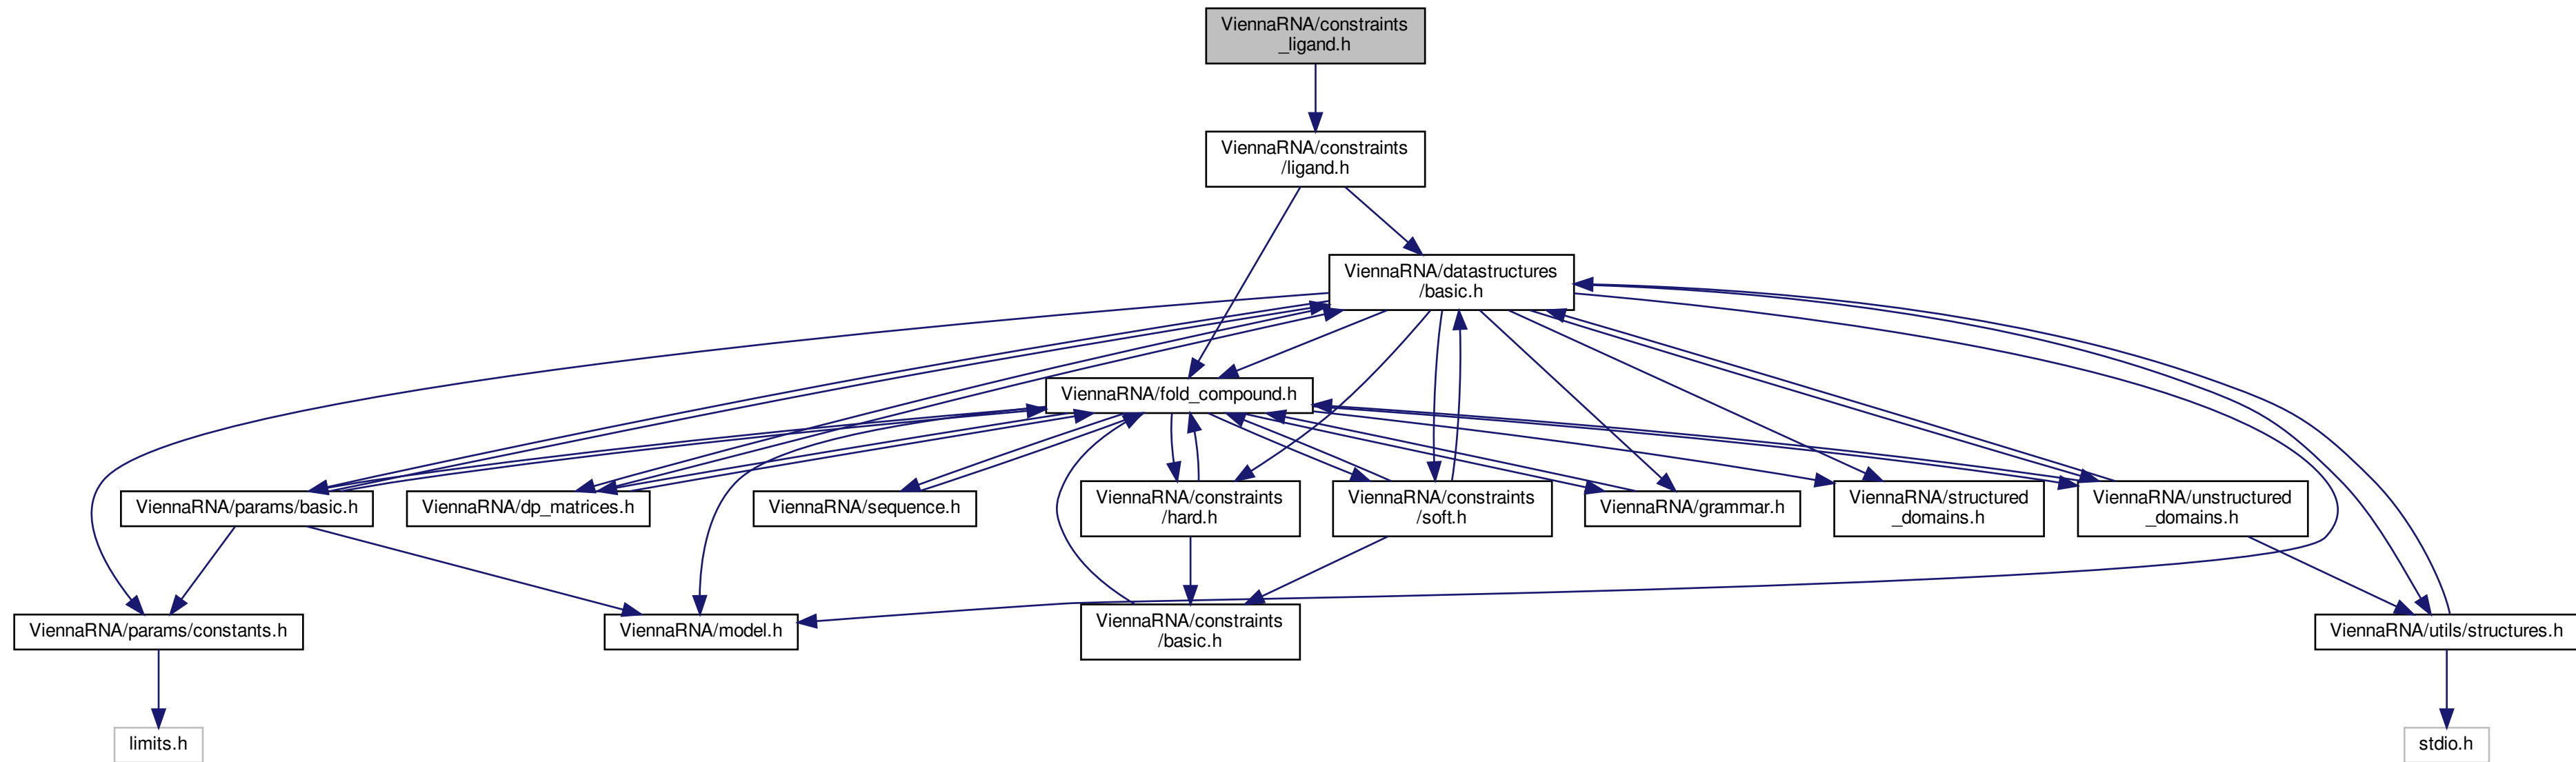 ViennaRNA/constraints
_ligand.h
ViennaRNA/constraints
/ligand.h
ViennaRNA/datastructures
/basic.h
ViennaRNA/fold_compound.h
ViennaRNA/params/basic.h
ViennaRNA/dp_matrices.h
ViennaRNA/sequence.h
ViennaRNA/constraints
/hard.h
ViennaRNA/constraints
/soft.h
ViennaRNA/grammar.h
ViennaRNA/structured
_domains.h
ViennaRNA/unstructured
_domains.h
ViennaRNA/params/constants.h
ViennaRNA/model.h
ViennaRNA/constraints
/basic.h
ViennaRNA/utils/structures.h
limits.h
stdio.h